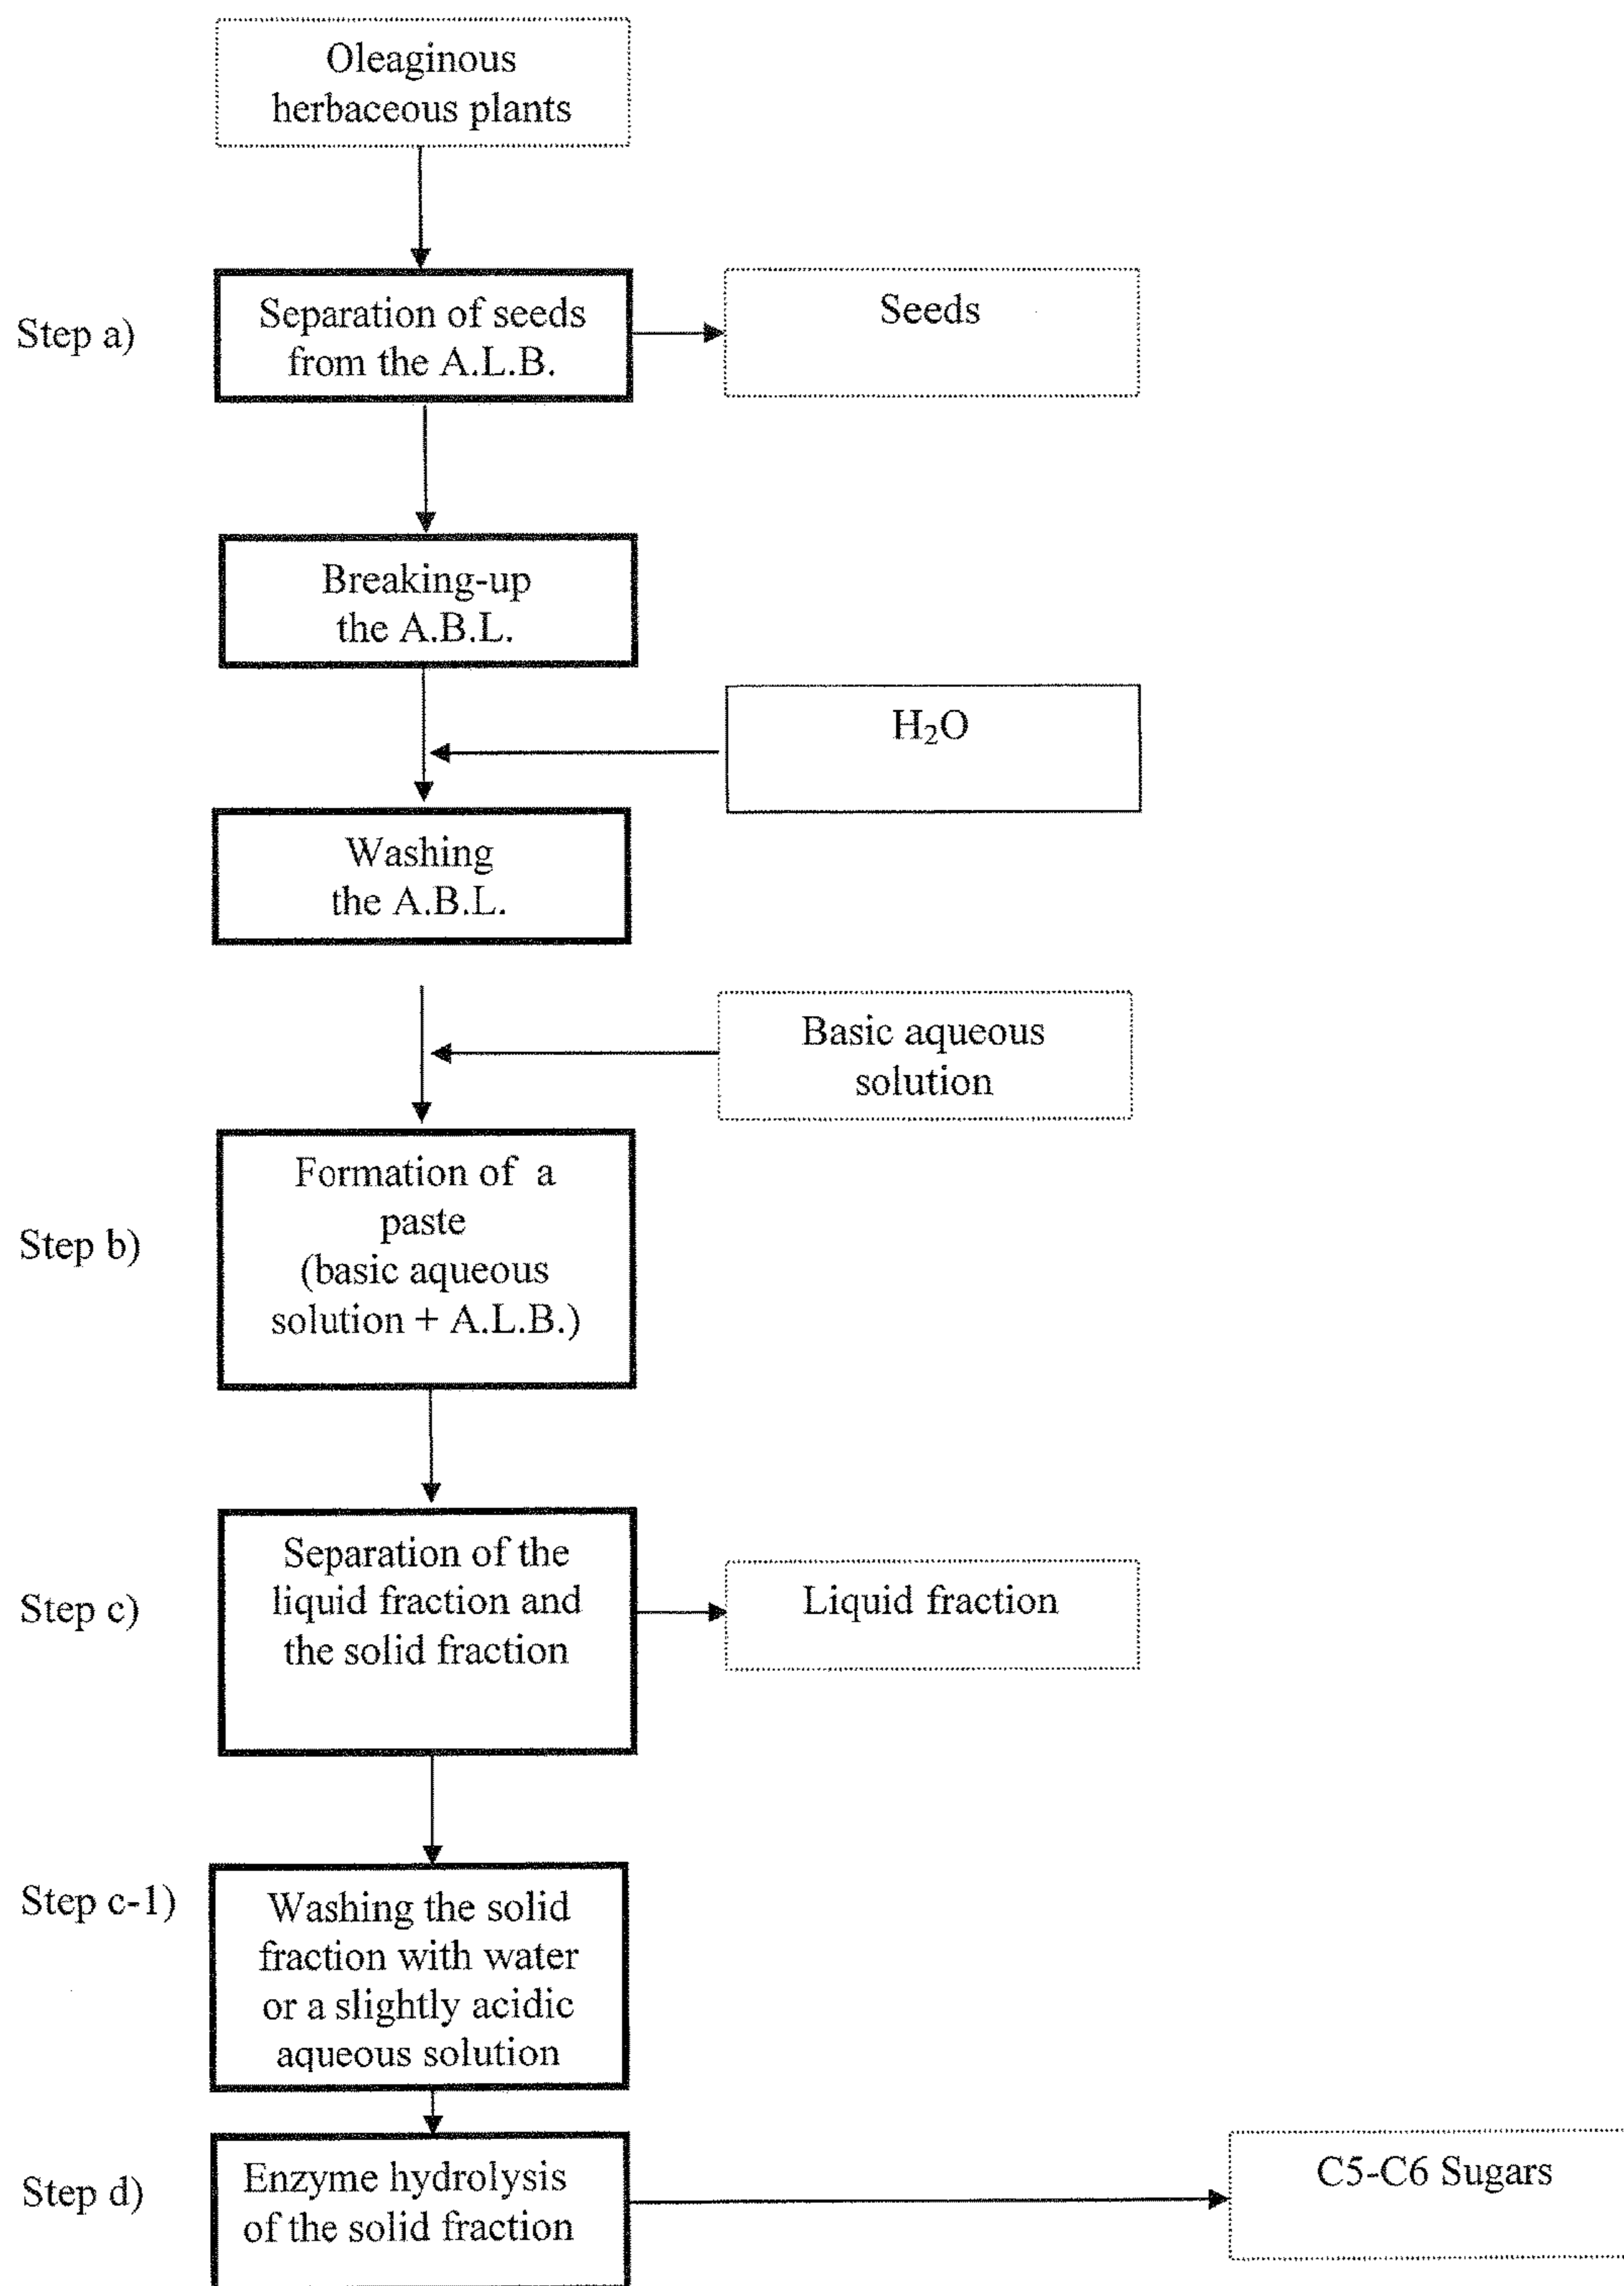 Oleaginous
herbaceous plants
Step a)
Separation of seeds
from the A.L.B.
Seeds
Breaking-up
the A.B.L.
H₂O
Washing
the A.B.L.
Basic aqueous
solution
Step b)
Formation of a
paste
(basic aqueous
solution + A.L.B.)
Step c)
Separation of the
liquid fraction and
the solid fraction
Liquid fraction
Step c-1)
Washing the solid
fraction with water
or a slightly acidic
aqueous solution
Step d)
Enzyme hydrolysis
of the solid fraction
C5-C6 Sugars